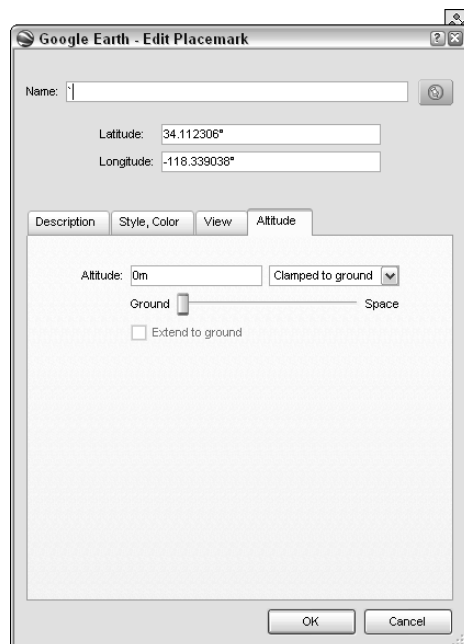 Google Earth - Edit Placemark
Name: `
Latitude: 34.112306°
Longitude: -118.339038°
Description Style, Color View Altitude
Altitude: 0m Clamped to ground
Ground Space
Extend to ground
OK Cancel